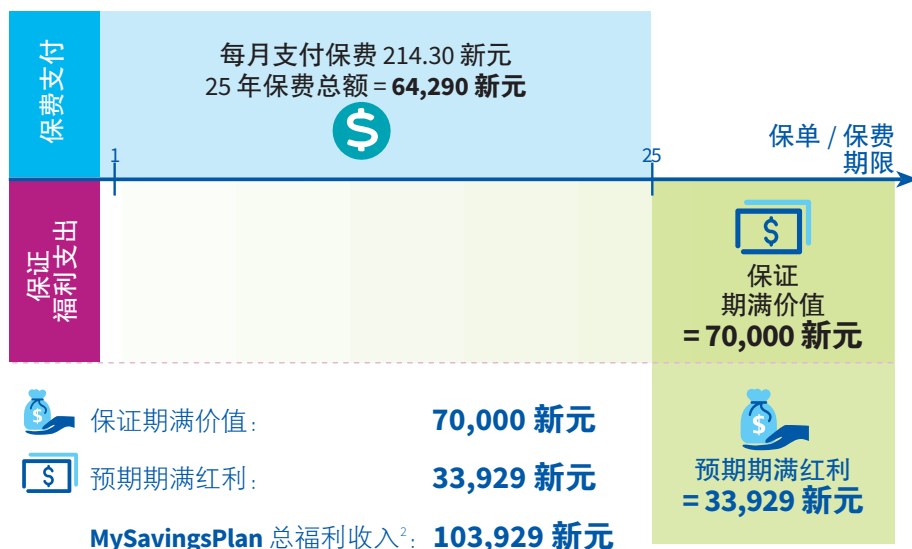 保费支付
每月支付保费 214.30 新元
25 年保费总额 = 64,290 新元
$
1
25
保单 / 保费
期限
保证
福利支出
$
保证
期满价值
= 70,000 新元
$
保证期满价值: 70,000 新元
$
预期期满红利: 33,929 新元
MySavingsPlan 总福利收入²: 103,929 新元
$
预期期满红利
= 33,929 新元